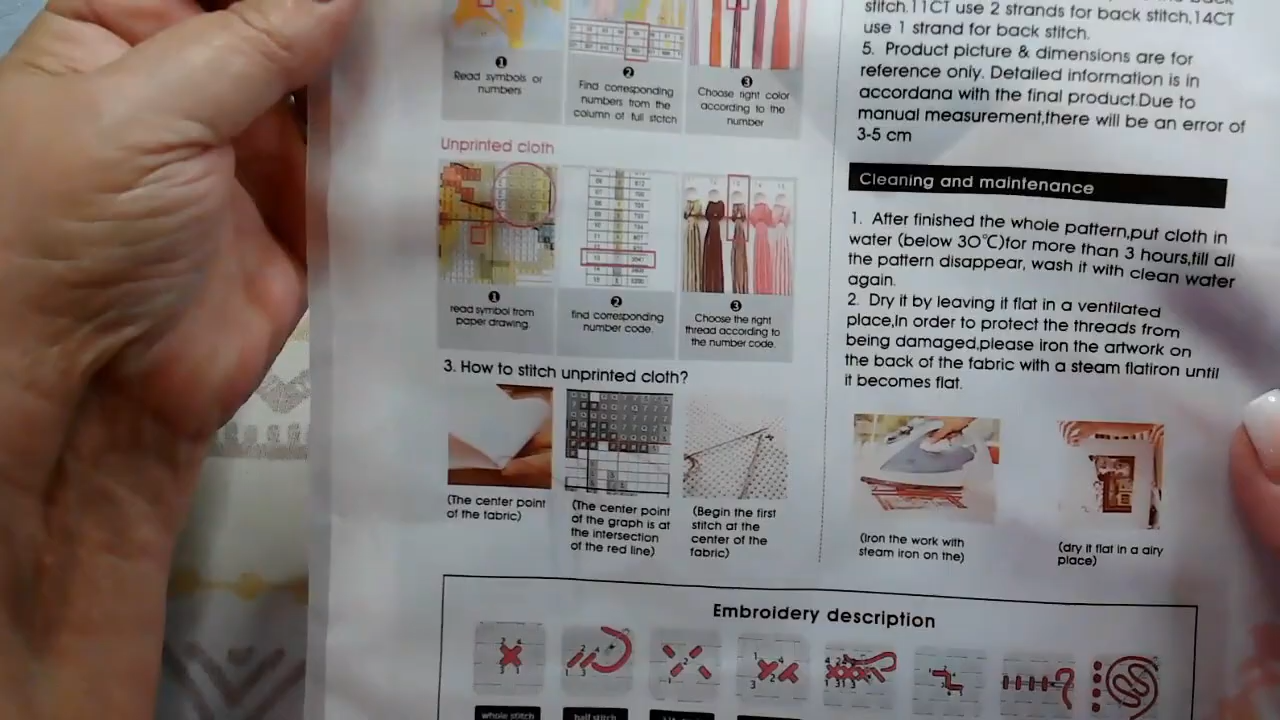 ❶
Read symbols or
numbers
❷
Find corresponding
numbers from the
column of full stctch
❸
Choose right color
according to the
number
Unprinted cloth
❶
read symbol from
paper drawing.
❷
find corresponding
number code.
❸
Choose the right
thread according to
the number code.
3. How to stitch unprinted cloth?
(The center point
of the fabric)
(The center point
of the graph is at
the intersection
of the red line)
(Begin the first
stitch at the
center of the
fabric)
stitch.11CT use 2 strands for back stitch,14CT
use 1 strand for back stitch.
5. Product picture & dimensions are for
reference only. Detailed information is in
accordana with the final product.Due to
manual measurement,there will be an error of
3-5 cm
Cleaning and maintenance
1. After finished the whole pattern,put cloth in
water (below 30℃)for more than 3 hours,till all
the pattern disappear, wash it with clean water
again.
2. Dry it by leaving it flat in a ventilated
place,In order to protect the threads from
being damaged,please iron the artwork on
the back of the fabric with a steam flatiron until
it becomes flat.
(Iron the work with
steam iron on the)
(dry it flat in a airy
place)
Embroidery description
whole stitch
half stitch